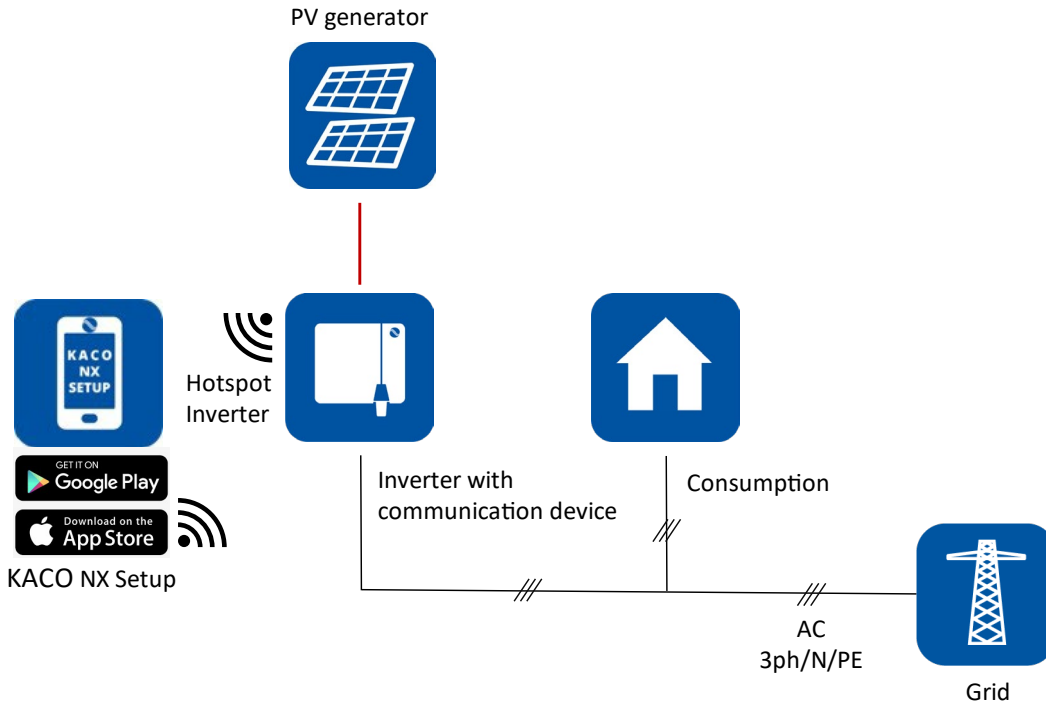 PV generator
KACO
NX
SETUP
Hotspot
Inverter
GET IT ON
Google Play
Download on the
App Store
KACO NX Setup
Inverter with
communication device
Consumption
AC
3ph/N/PE
Grid